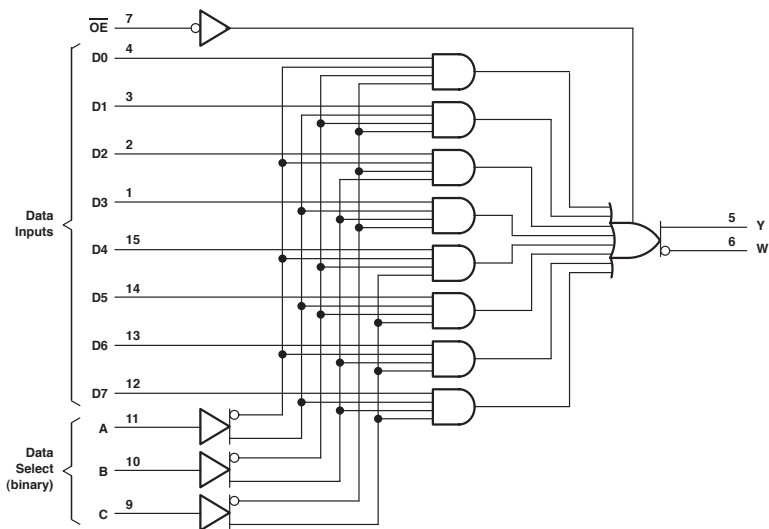 OE 7
D0 4
D1 3
D2 2
D3 1
Data
Inputs
D4 15
D5 14
D6 13
D7 12
5 Y
6 W
A 11
Data
Select
(binary)
B 10
C 9